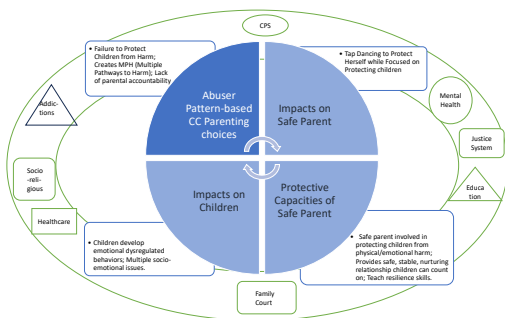 CPS
• Failure to Protect
Children from Harm;
Creates MPH (Multiple
Pathways to Harm); Lack
of parental accountability
• Tap Dancing to Protect
Herself while Focused on
Protecting children
Abuser
Pattern-based
CC Parenting
choices
Impacts on
Safe Parent
Addic-
tions
Mental
Health
Justice
System
Socio
-reli-
gious
Educa
tion
Healthcare
Impacts on
Children
Protective
Capacities of
Safe Parent
• Children develop
emotional dysregulated
behaviors; Multiple socio-
emotional issues.
• Safe parent involved in
protecting children from
physical/emotional harm;
Provides safe, stable, nurturing
relationship children can count
on; Teach resilience skills.
Family
Court